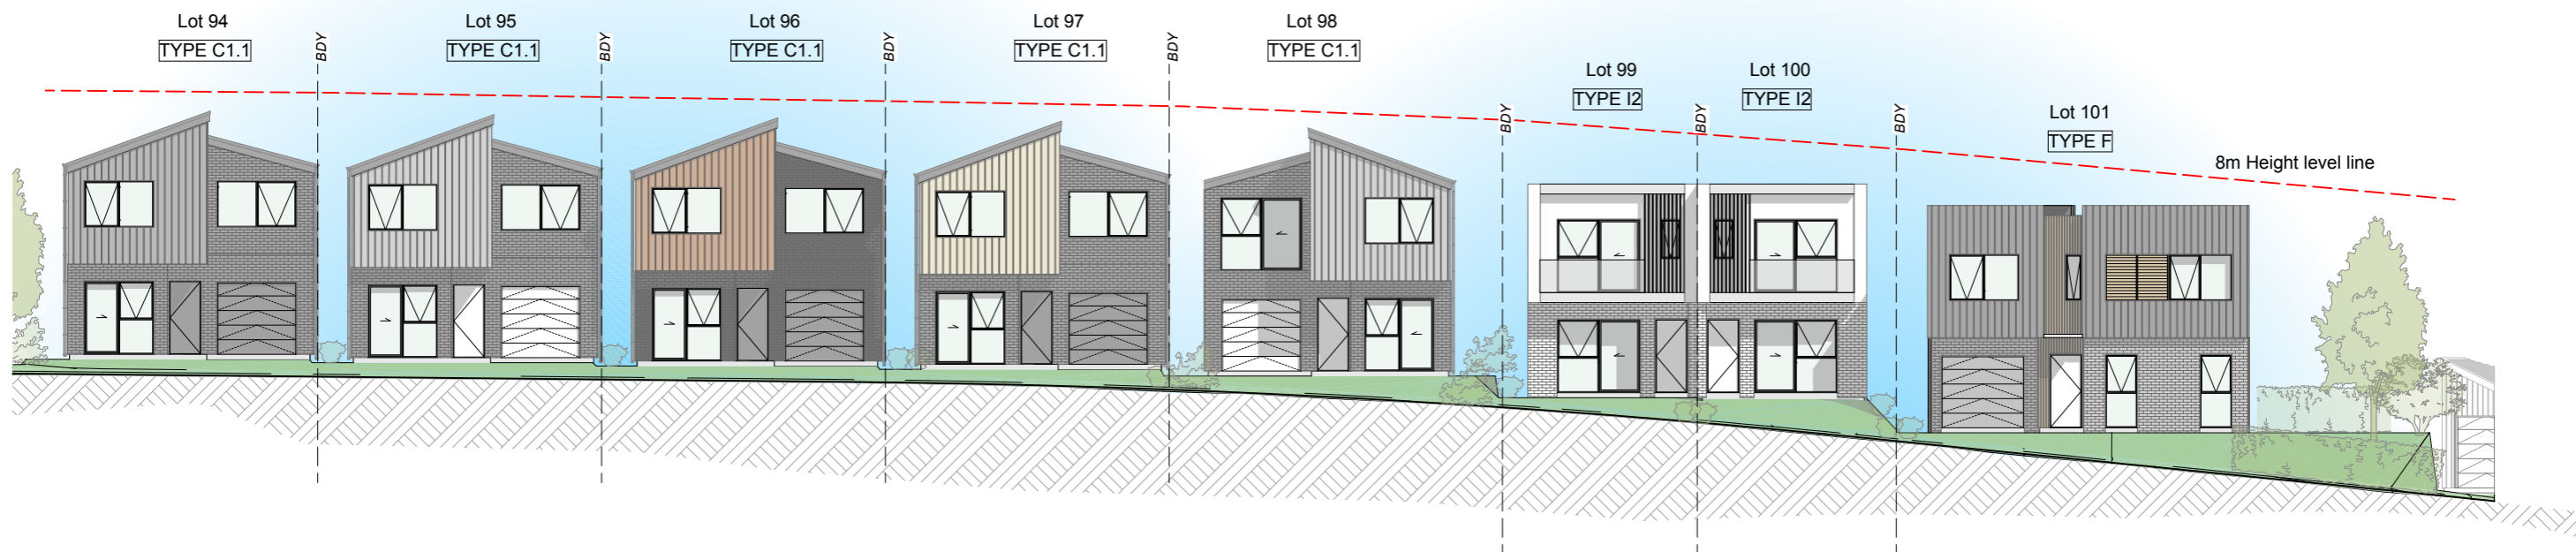 Lot 94
TYPE C1.1
BDY
Lot 95
TYPE C1.1
BDY
Lot 96
TYPE C1.1
BDY
Lot 97
TYPE C1.1
BDY
Lot 98
TYPE C1.1
BDY
Lot 99
TYPE I2
BDY
Lot 100
TYPE I2
BDY
Lot 101
TYPE F
8m Height level line